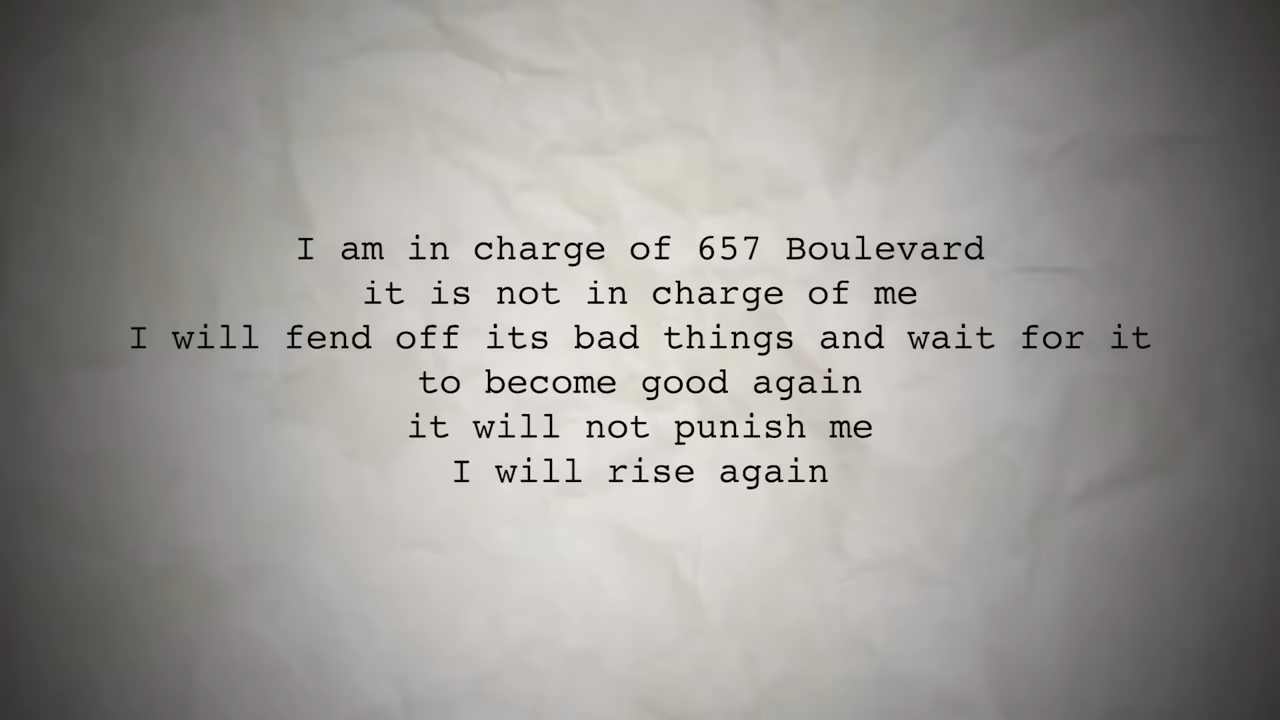 I am in charge of 657 Boulevard
it is not in charge of me
I will fend off its bad things and wait for it
to become good again
it will not punish me
I will rise again